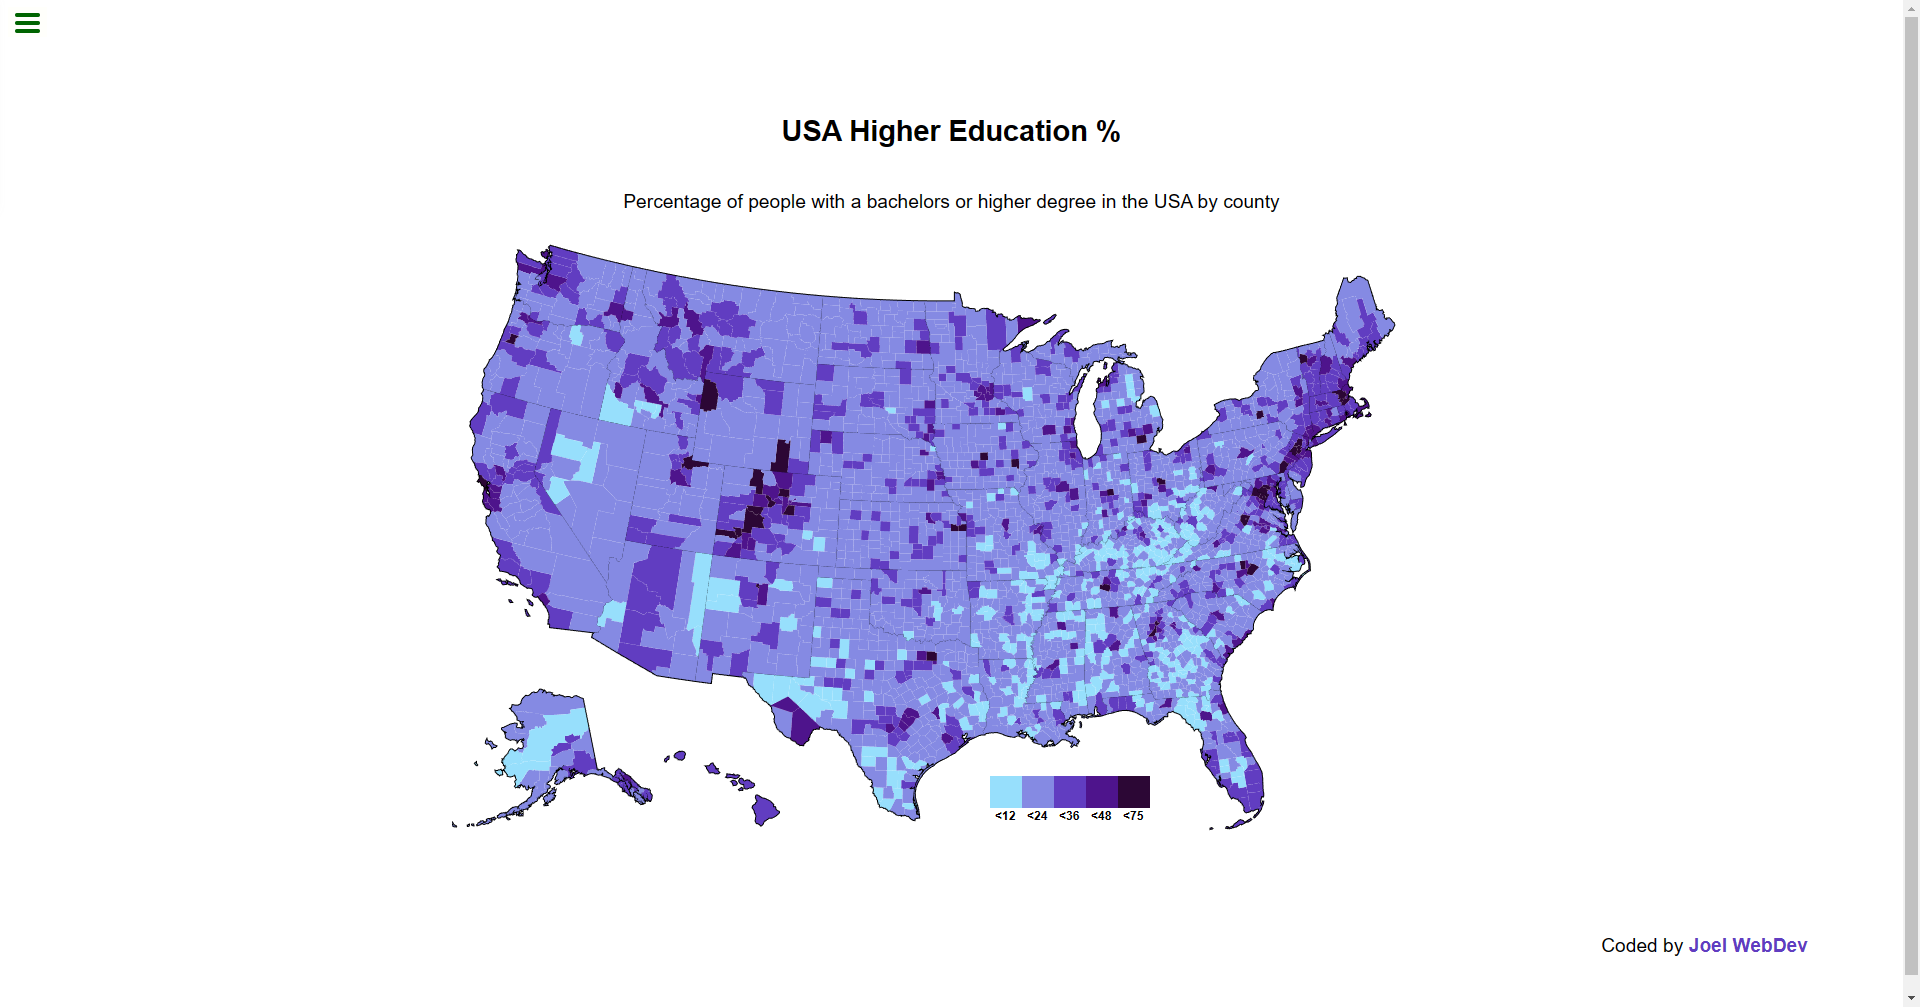 USA Higher Education %
Percentage of people with a bachelors or higher degree in the USA by county
<12 <24 <36 <48 <75
Coded by Joel WebDev